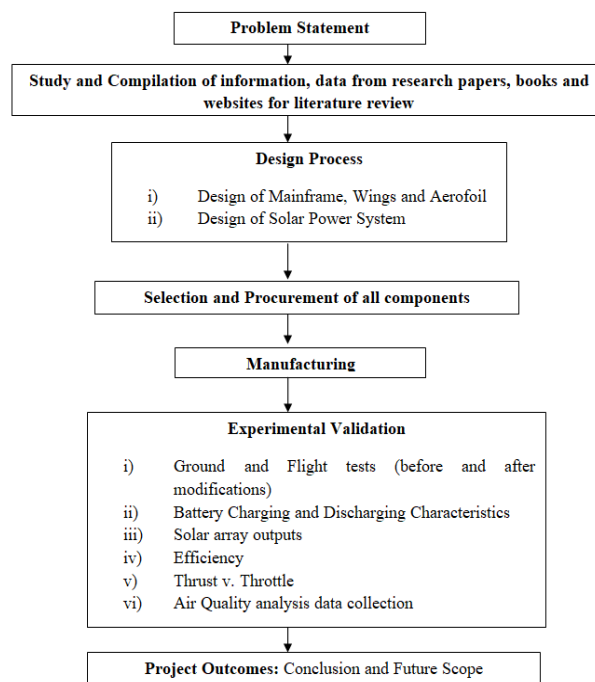 Problem Statement
Study and Compilation of information, data from research papers, books and
websites for literature review
Design Process
i) Design of Mainframe, Wings and Aerofoil
ii) Design of Solar Power System
Selection and Procurement of all components
Manufacturing
Experimental Validation
i) Ground and Flight tests (before and after
modifications)
ii) Battery Charging and Discharging Characteristics
iii) Solar array outputs
iv) Efficiency
v) Thrust v. Throttle
vi) Air Quality analysis data collection
Project Outcomes: Conclusion and Future Scope